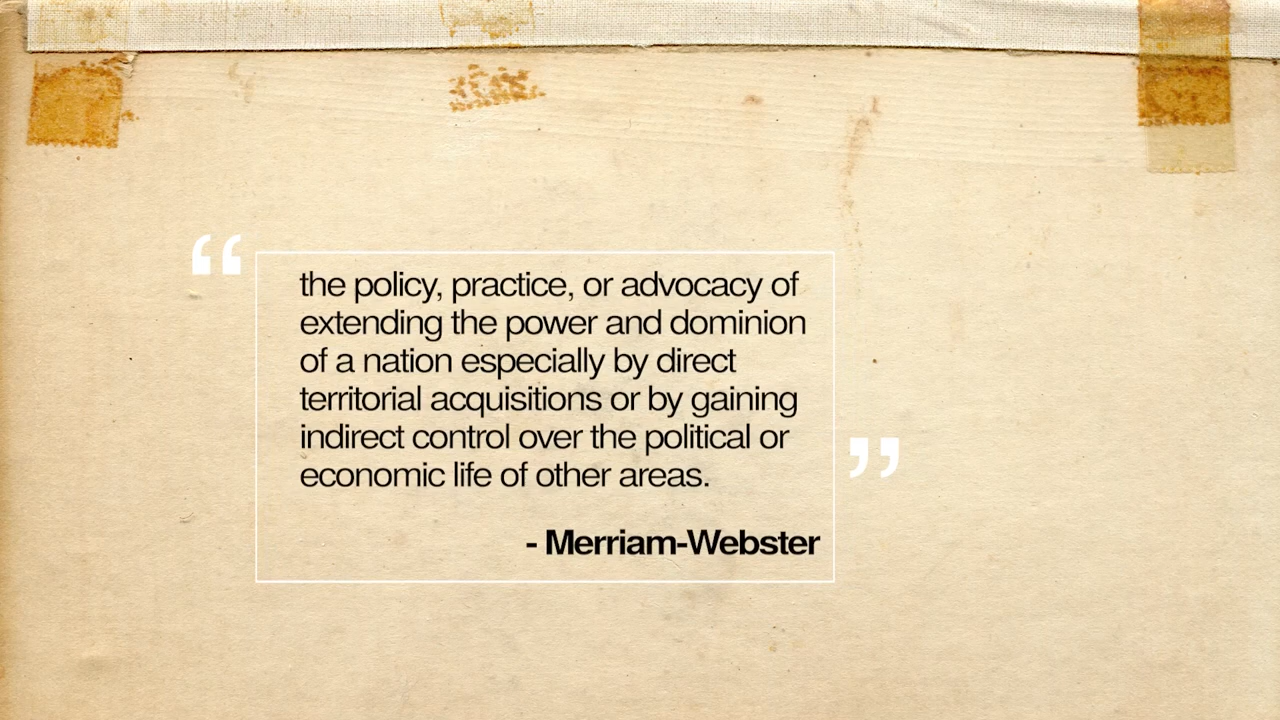 the policy, practice, or advocacy of
extending the power and dominion
of a nation especially by direct
territorial acquisitions or by gaining
indirect control over the political or
economic life of other areas.
- Merriam-Webster